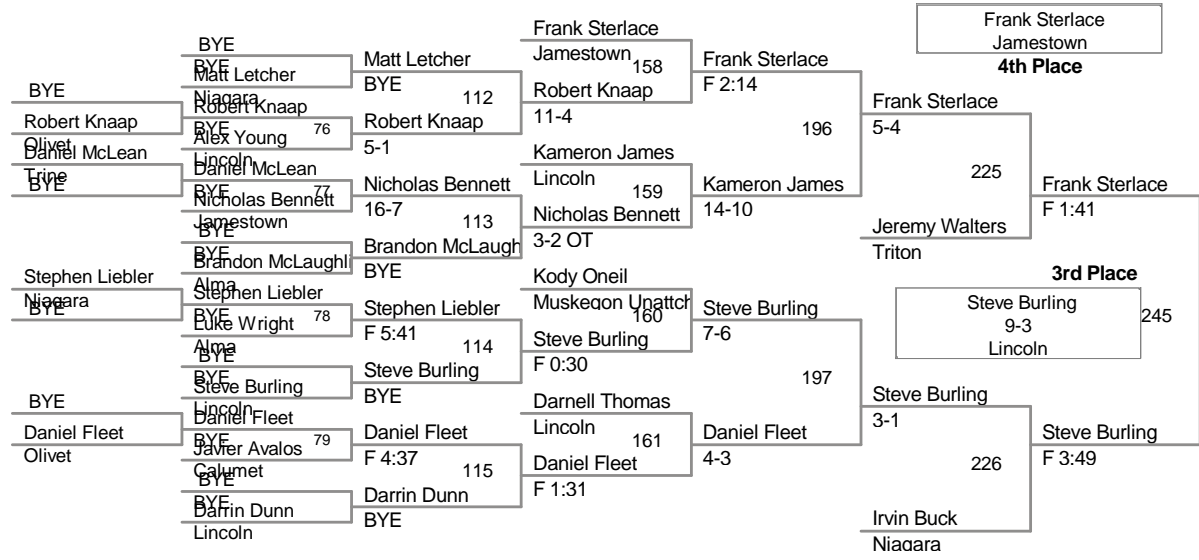 BYE
Robert Knaap
Olivet
Daniel McLean
Trine
BYE
Stephen Liebler
Niagara
BYE
BYE
Daniel Fleet
Olivet
BYE
BYE
Matt Letcher
Niagara
Robert Knaap
BYE
76
Alex Young
Lincoln
Daniel McLean
BYE
77
Nicholas Bennett
Jamestown
BYE
BYE
Brandon McLaughli
Alma
Stephen Liebler
BYE
78
Luke Wright
Alma
BYE
BYE
Steve Burling
Lincoln
Daniel Fleet
BYE
79
Javier Avalos
Calumet
BYE
BYE
Darrin Dunn
Lincoln
Matt Letcher
BYE
112
Robert Knaap
5-1
Nicholas Bennett
16-7
113
Brandon McLaugh
BYE
Stephen Liebler
F 5:41
114
Steve Burling
BYE
Daniel Fleet
F 4:37
115
Darrin Dunn
BYE
Frank Sterlace
Jamestown
158
Robert Knaap
11-4
Kameron James
Lincoln
159
Nicholas Bennett
3-2 OT
Kody Oneil
Muskegon Unattch
160
Steve Burling
F 0:30
Darnell Thomas
Lincoln
161
Daniel Fleet
F 1:31
Frank Sterlace
F 2:14
196
Kameron James
14-10
Steve Burling
7-6
197
Daniel Fleet
4-3
Frank Sterlace
5-4
225
Jeremy Walters
Triton
Steve Burling
3-1
226
Irvin Buck
Niagara
Frank Sterlace
F 1:41
Steve Burling
F 3:49
Frank Sterlace
Jamestown
4th Place
3rd Place
Steve Burling
9-3
Lincoln
245